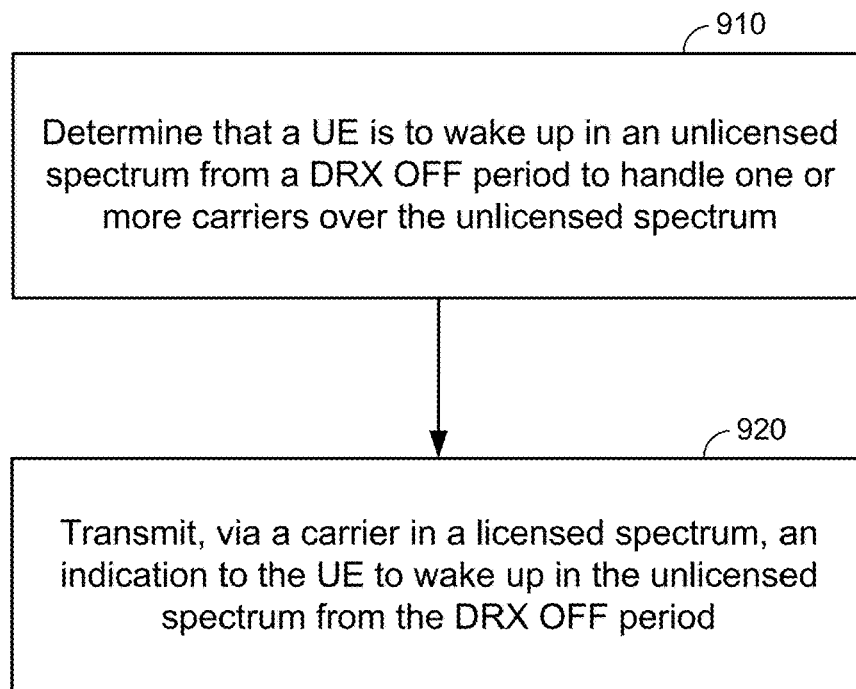 910
Determine that a UE is to wake up in an unlicensed
spectrum from a DRX OFF period to handle one or
more carriers over the unlicensed spectrum
920
Transmit, via a carrier in a licensed spectrum, an
indication to the UE to wake up in the unlicensed
spectrum from the DRX OFF period